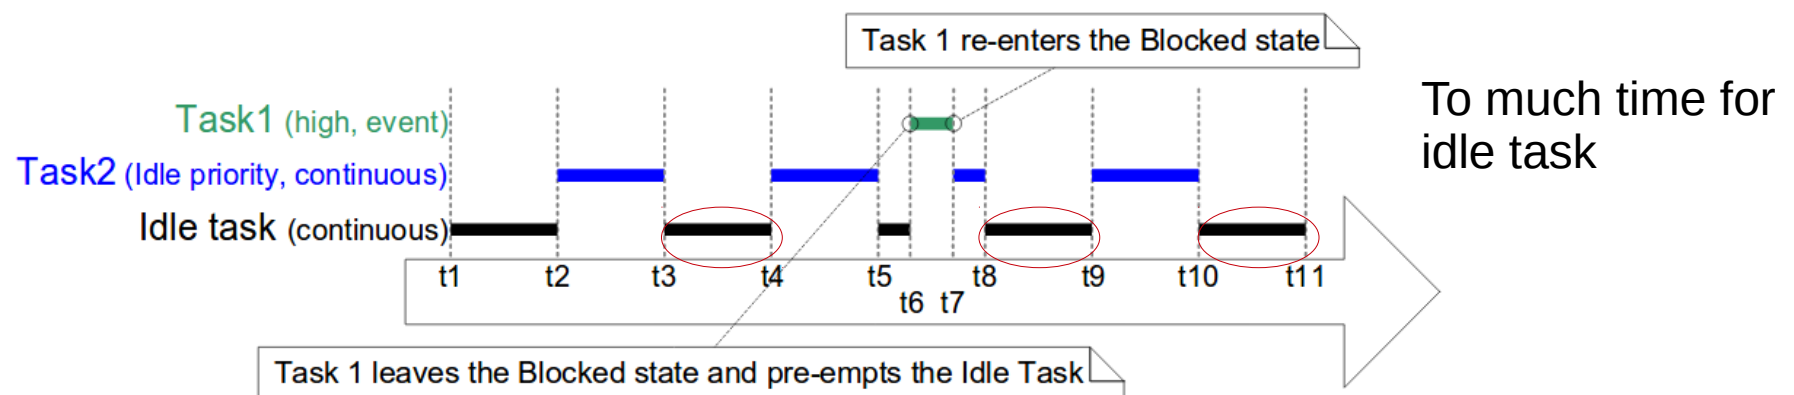 Task 1 re-enters the Blocked state
To much time for
idle task
Task1 (high, event)
Task2 (Idle priority, continuous)
Idle task (continuous)
t1 t2 t3 t4 t5 t8 t9 t10 t11
t6 t7
Task 1 leaves the Blocked state and pre-empts the Idle Task